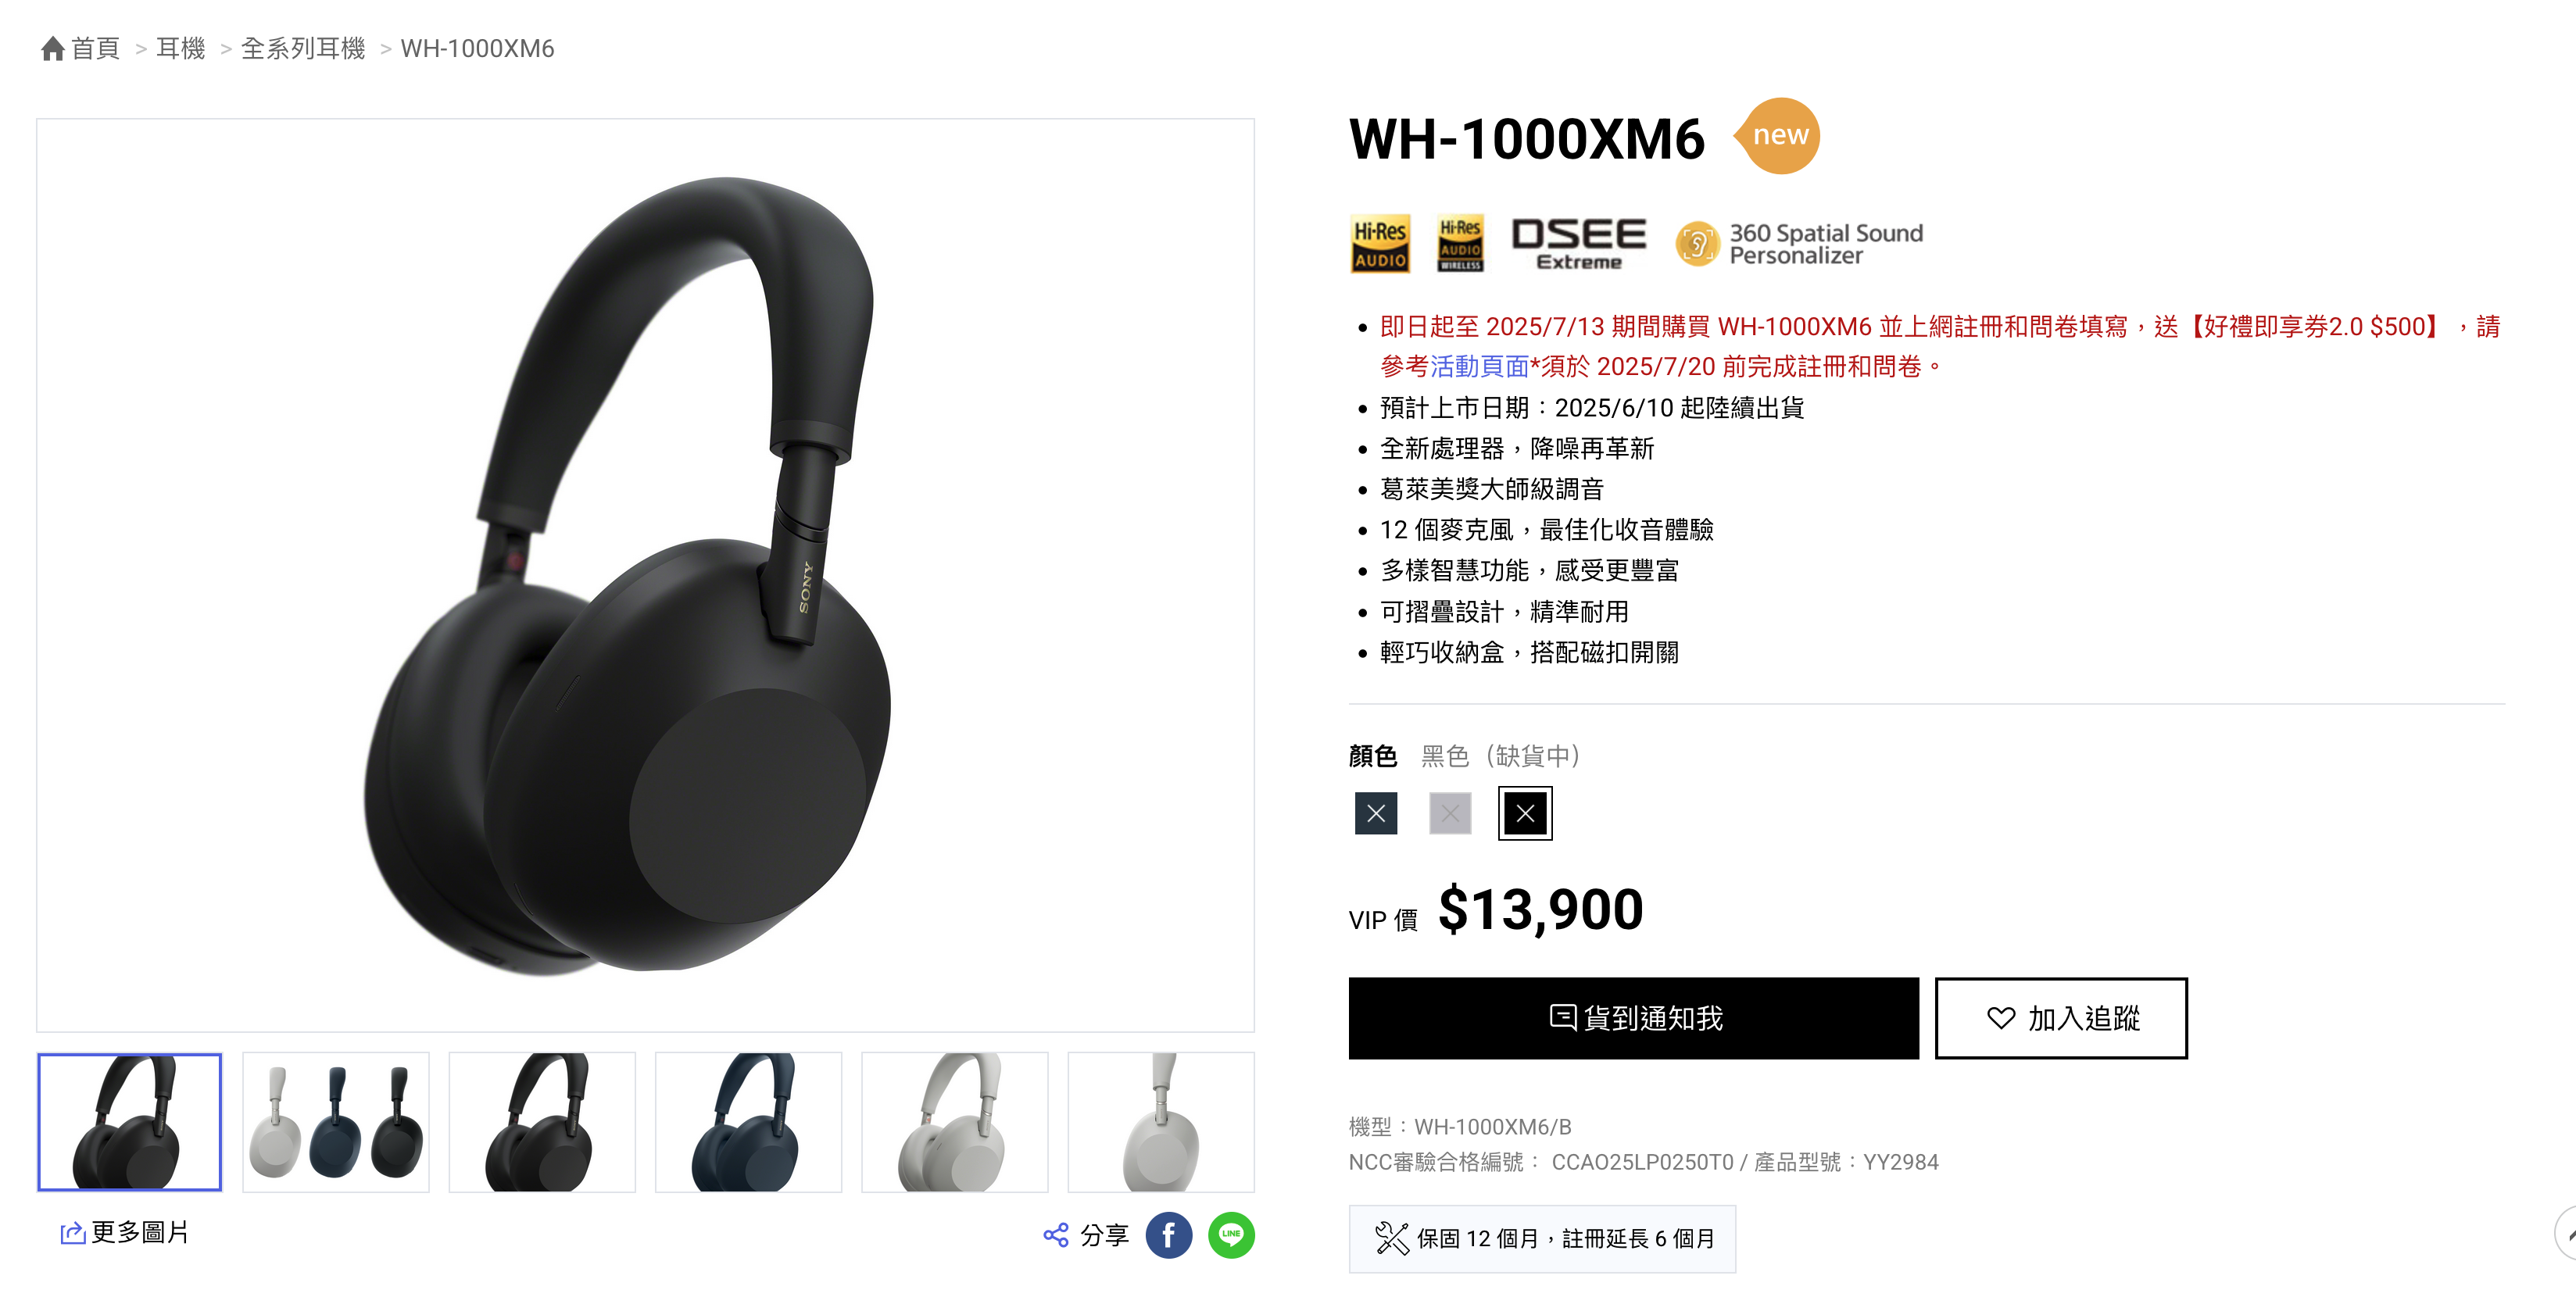 首頁 > 耳機 > 全系列耳機 > WH-1000XM6
SONY
更多圖片
分享
LINE
WH-1000XM6
new
Hi-Res AUDIO
Hi-Res AUDIO WIRELESS
DSEE Extreme
360 Spatial Sound
Personalizer
• 即日起至 2025/7/13 期間購買 WH-1000XM6 並上網註冊和問卷填寫，送【好禮即享券2.0 $500】，請
參考活動頁面*須於 2025/7/20 前完成註冊和問卷。
• 預計上市日期：2025/6/10 起陸續出貨
• 全新處理器，降噪再革新
• 葛萊美獎大師級調音
• 12 個麥克風，最佳化收音體驗
• 多樣智慧功能，感受更豐富
• 可摺疊設計，精準耐用
• 輕巧收納盒，搭配磁扣開關
顏色 黑色（缺貨中）
VIP 價 $13,900
貨到通知我
加入追蹤
機型：WH-1000XM6/B
NCC審驗合格編號： CCAO25LP0250T0 / 產品型號：YY2984
保固 12 個月，註冊延長 6 個月